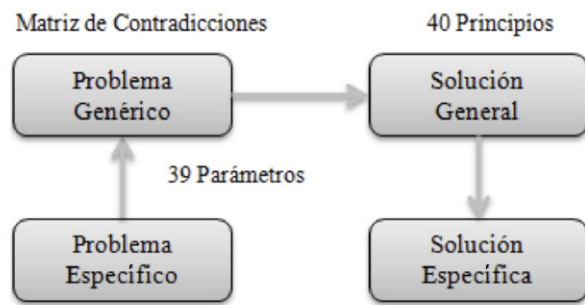 Matriz de Contradicciones
40 Principios
Problema
Genérico
Solución
General
39 Parámetros
Problema
Específico
Solución
Específica